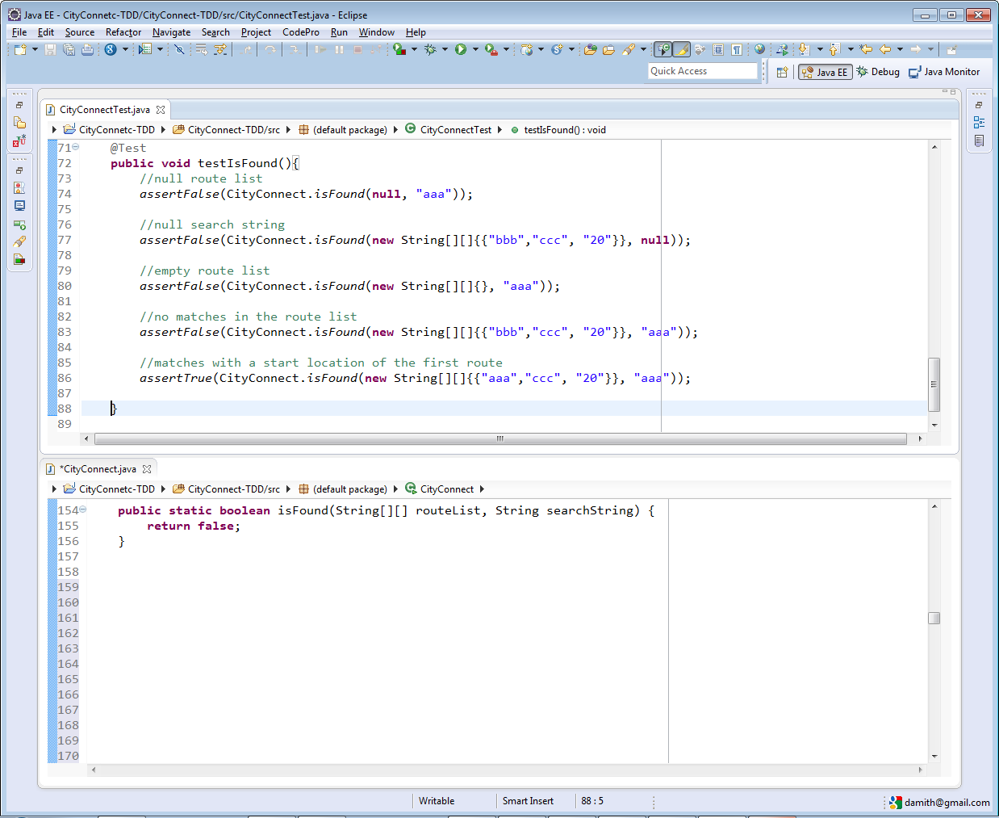 Java EE - CityConnetc-TDD/CityConnect-TDD/src/CityConnectTest.java - Eclipse
File Edit Source Refactor Navigate Search Project CodePro Run Window Help
Quick Access
Java EE Debug Java Monitor
CityConnectTest.java
CityConnetc-TDD CityConnect-TDD/src (default package) CityConnectTest testIsFound() : void
71 @Test
72 public void testIsFound(){
73 //null route list
74 assertFalse(CityConnect.isFound(null, "aaa"));
75
76 //null search string
77 assertFalse(CityConnect.isFound(new String[][]{{"bbb","ccc", "20"}}, null));
78
79 //empty route list
80 assertFalse(CityConnect.isFound(new String[][]{}, "aaa"));
81
82 //no matches in the route list
83 assertFalse(CityConnect.isFound(new String[][]{{"bbb","ccc", "20"}}, "aaa"));
84
85 //matches with a start location of the first route
86 assertTrue(CityConnect.isFound(new String[][]{{"aaa","ccc", "20"}}, "aaa"));
87
88 }
89
*CityConnect.java
CityConnetc-TDD CityConnect-TDD/src (default package) CityConnect
154 public static boolean isFound(String[][] routeList, String searchString) {
155 return false;
156 }
157
158
159
160
161
162
163
164
165
166
167
168
169
170
Writable Smart Insert 88 : 5 damith@gmail.com